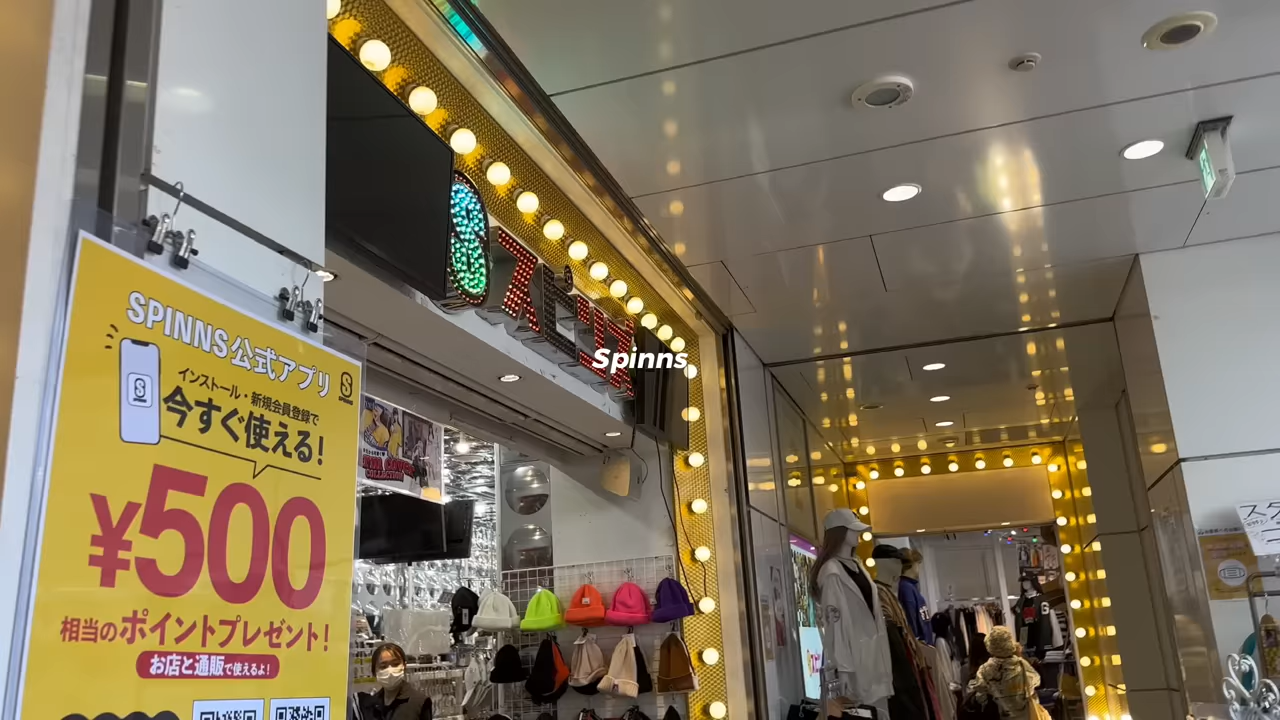 SPINNS公式アプリ
インストール・新規会員登録で
今すぐ使える！
¥500
相当のポイントプレゼント！
お店と通販で使えるよ！
S
スピンズ
Spinns
スタ